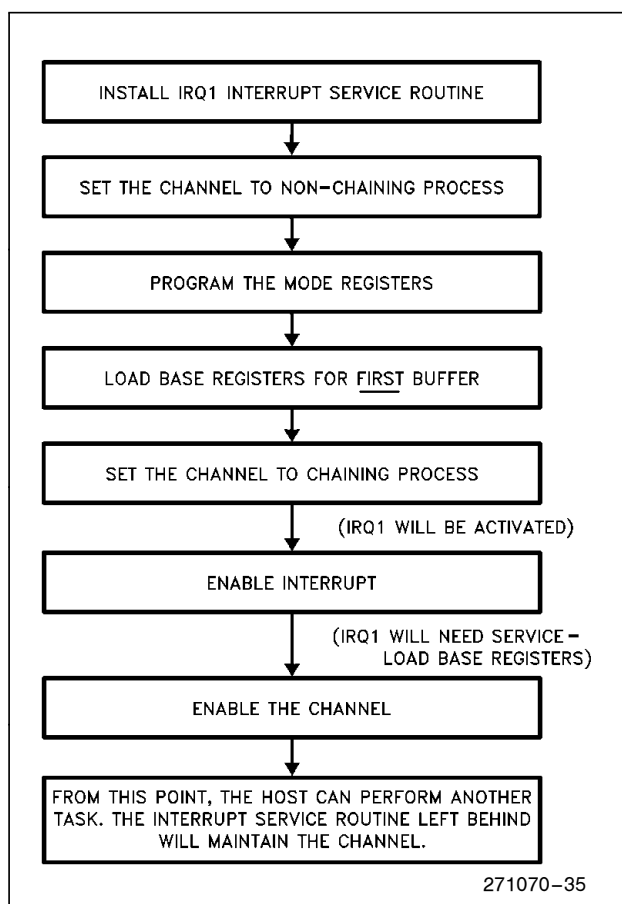 INSTALL IRQ1 INTERRUPT SERVICE ROUTINE
SET THE CHANNEL TO NON–CHAINING PROCESS
PROGRAM THE MODE REGISTERS
LOAD BASE REGISTERS FOR FIRST BUFFER
SET THE CHANNEL TO CHAINING PROCESS
(IRQ1 WILL BE ACTIVATED)
ENABLE INTERRUPT
(IRQ1 WILL NEED SERVICE–
LOAD BASE REGISTERS)
ENABLE THE CHANNEL
FROM THIS POINT, THE HOST CAN PERFORM ANOTHER
TASK. THE INTERRUPT SERVICE ROUTINE LEFT BEHIND
WILL MAINTAIN THE CHANNEL.
271070–35